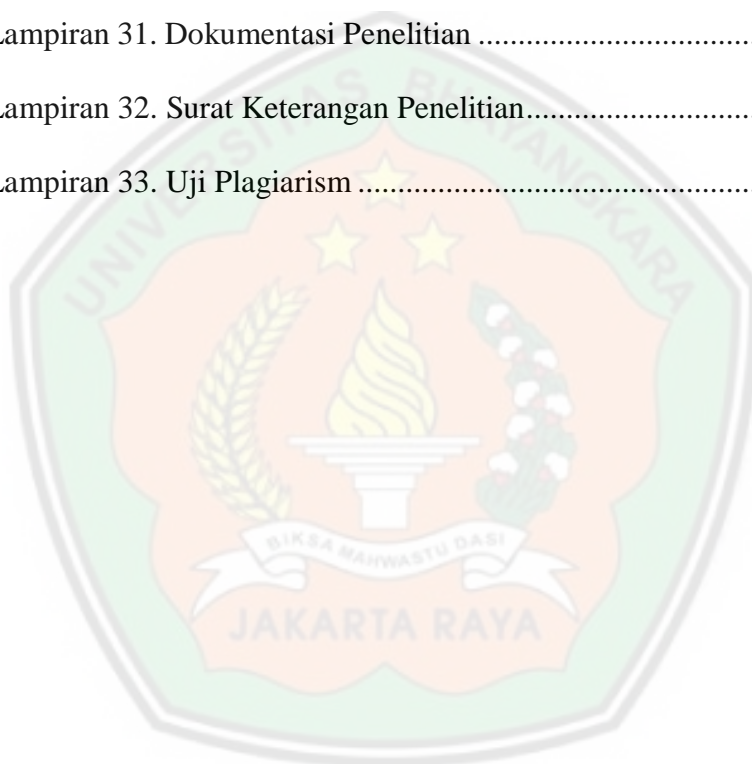 Lampiran 31. Dokumentasi Penelitian ...................................
Lampiran 32. Surat Keterangan Penelitian.............................
Lampiran 33. Uji Plagiarism ..................................................
UNIVERSITAS BHAYANGKARA
BIKSA MAHWASTU DASI
JAKARTA RAYA